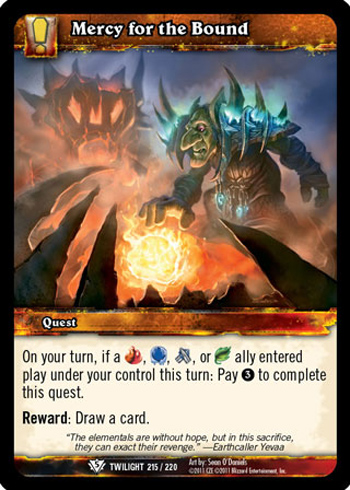 Mercy for the Bound
Quest
On your turn, if a , , , or ally entered
play under your control this turn: Pay 3 to complete
this quest.
Reward: Draw a card.
"The elementals are without hope, but in this sacrifice,
they can exact their revenge." —Earthcaller Yevaa
TWILIGHT 215 / 220
Art by: Sean O'Daniels
©2011 CZE ©2011 Blizzard Entertainment, Inc.